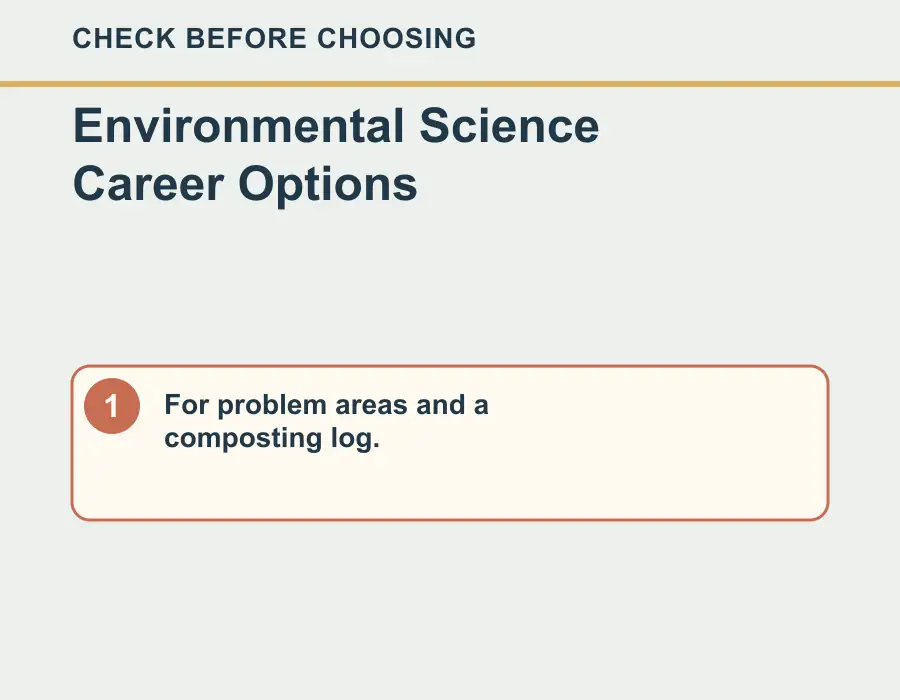 CHECK BEFORE CHOOSING
Environmental Science
Career Options
1
For problem areas and a
composting log.